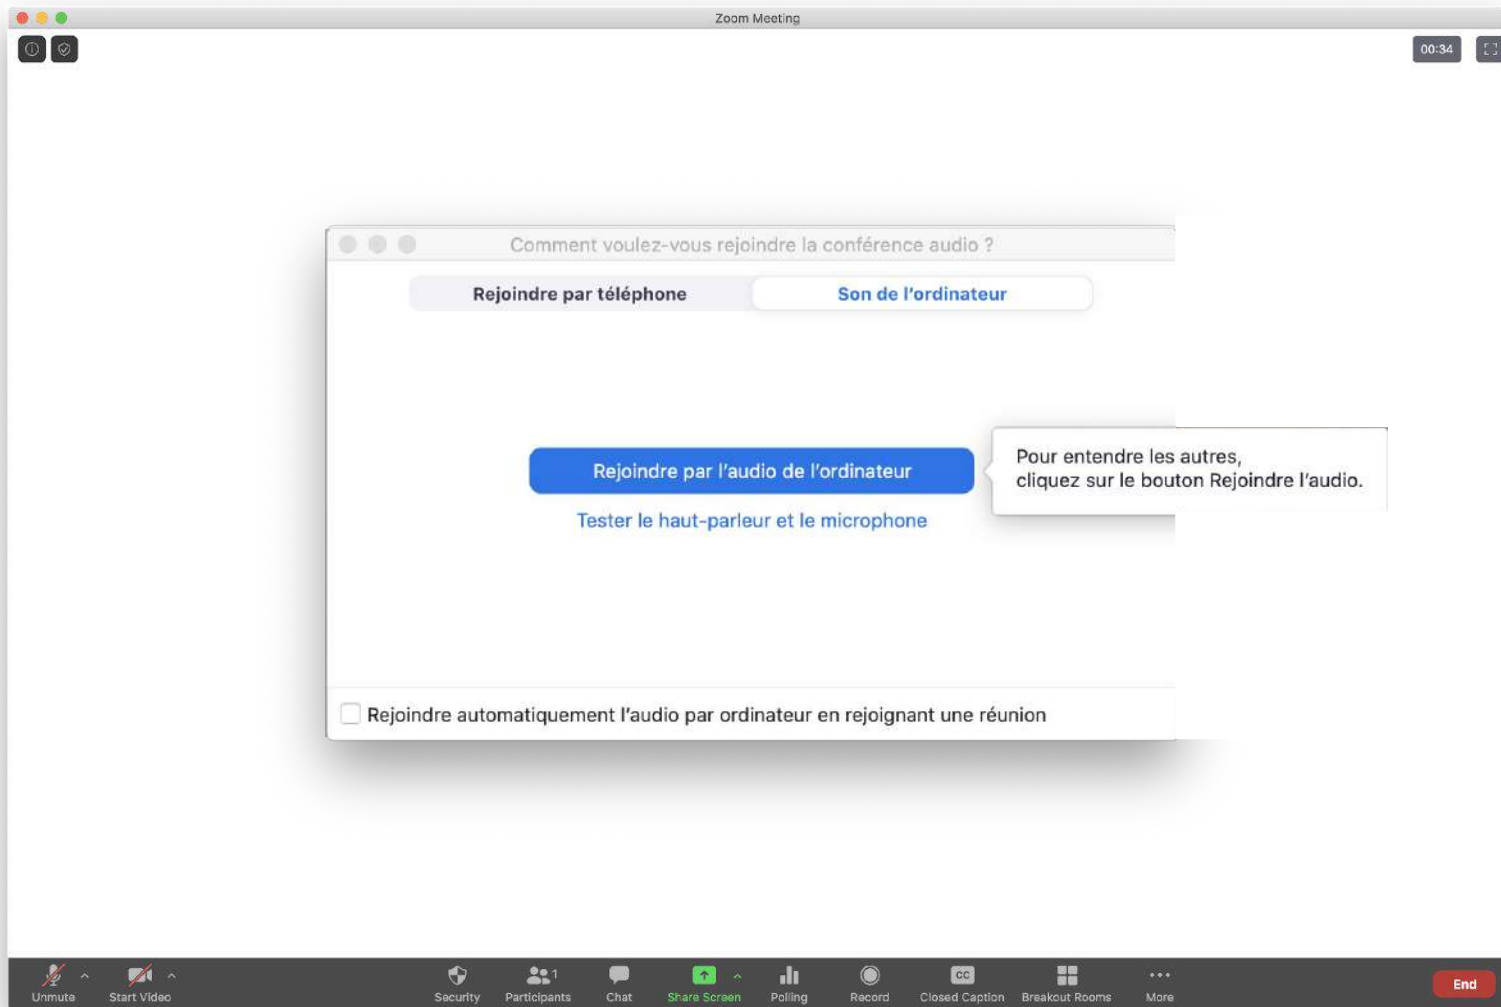 Zoom Meeting
00:34
Comment voulez-vous rejoindre la conférence audio ?
Rejoindre par téléphone
Son de l'ordinateur
Rejoindre par l'audio de l'ordinateur
Pour entendre les autres,
cliquez sur le bouton Rejoindre l'audio.
Tester le haut-parleur et le microphone
Rejoindre automatiquement l'audio par ordinateur en rejoignant une réunion
Unmute
Start Video
Security
1
Participants
Chat
Share Screen
Polling
Record
CC
Closed Caption
Breakout Rooms
More
End